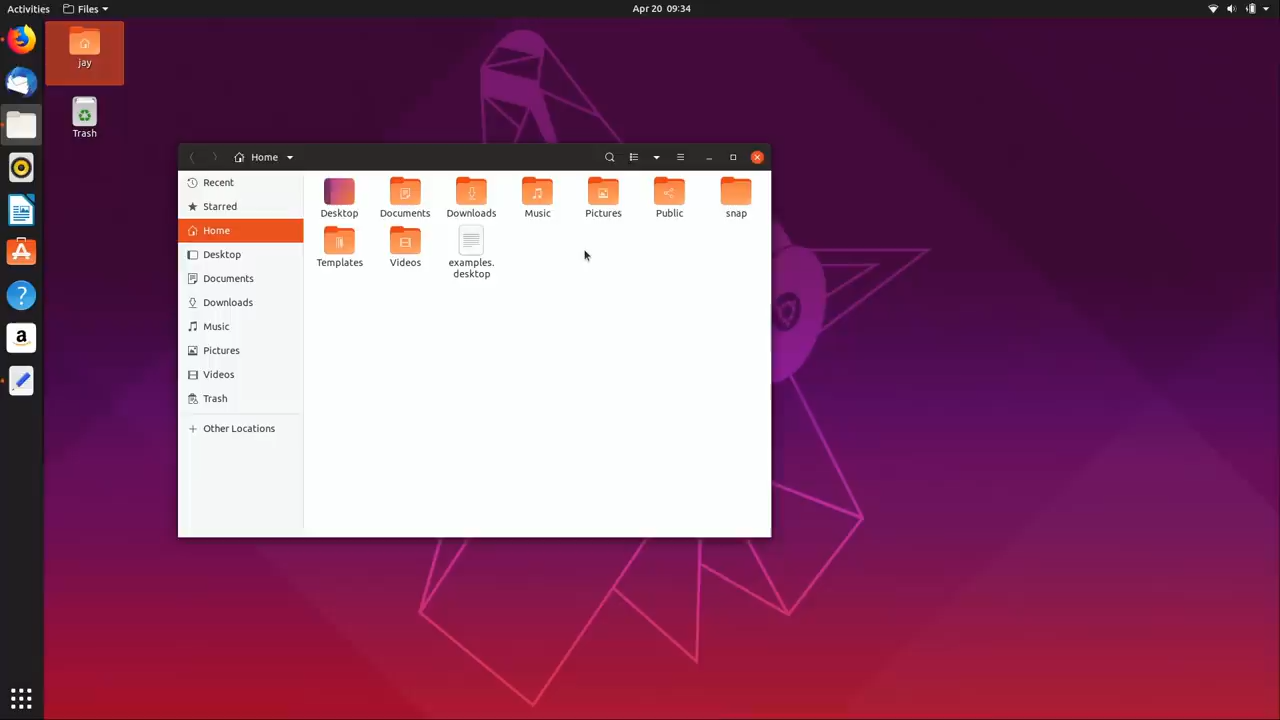 Activities Files Apr 20 09:34
jay
Trash
Home
Recent
Starred
Home
Desktop
Documents
Downloads
Music
Pictures
Videos
Trash
Other Locations
Desktop Documents Downloads Music Pictures Public snap
Templates Videos examples.
desktop
?
a